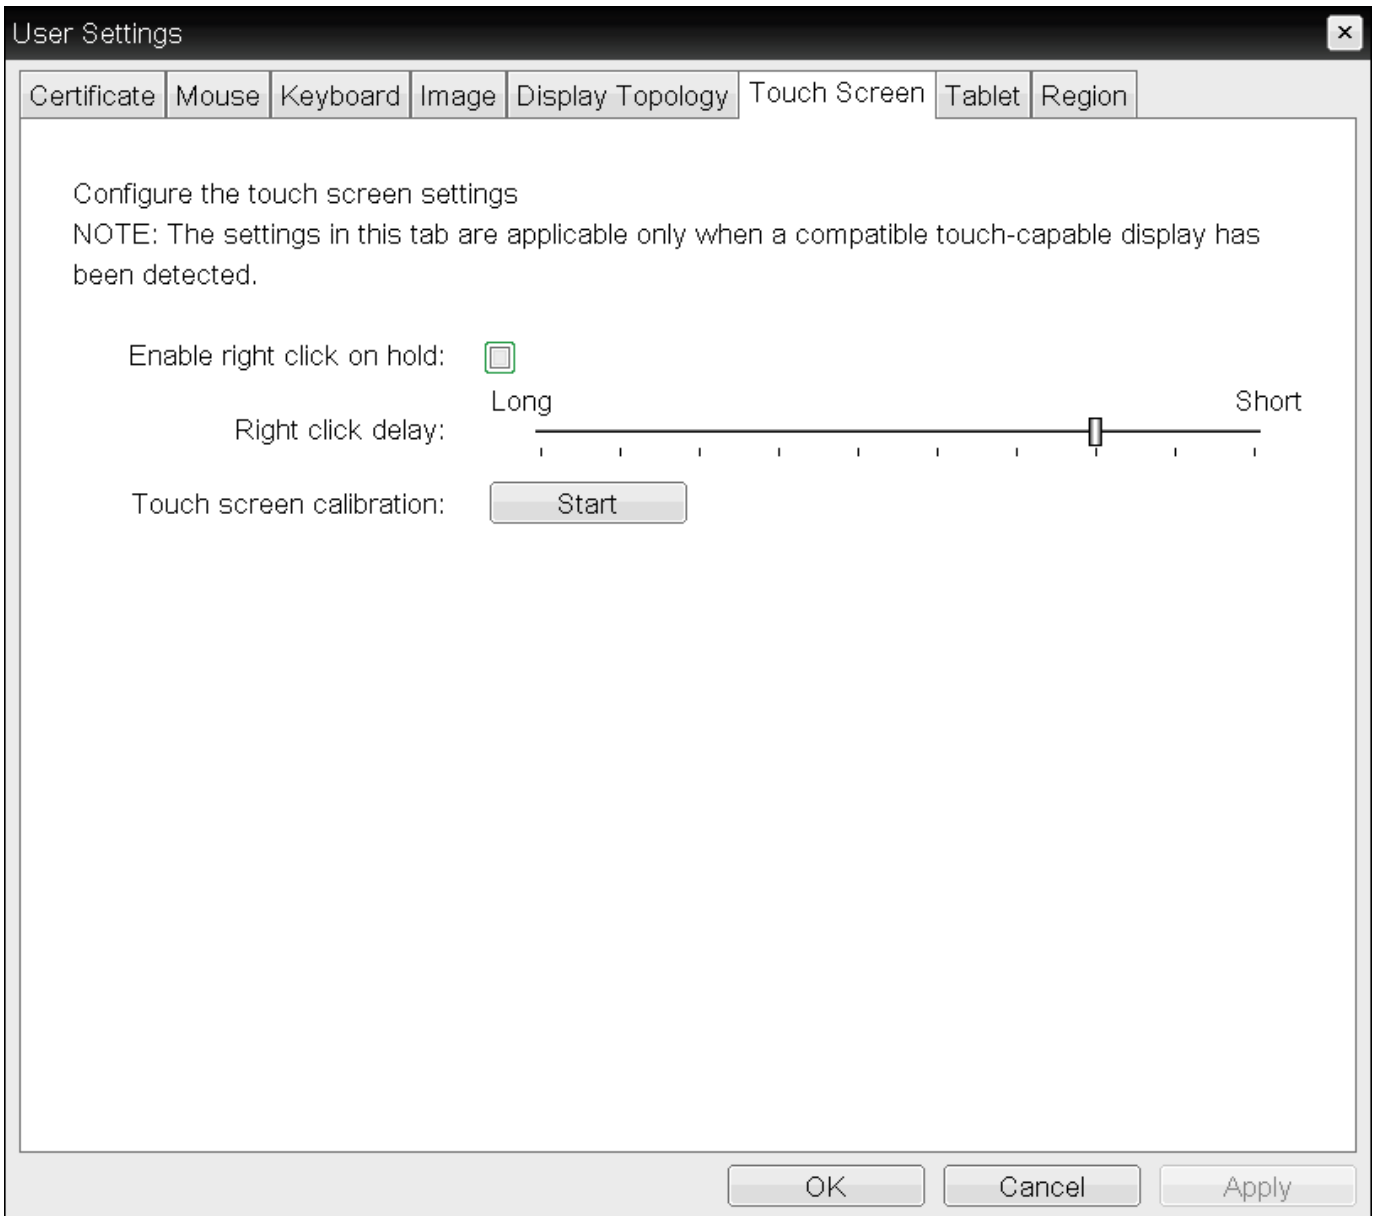 User Settings
Certificate Mouse Keyboard Image Display Topology Touch Screen Tablet Region
Configure the touch screen settings
NOTE: The settings in this tab are applicable only when a compatible touch-capable display has
been detected.
Enable right click on hold:
Long Short
Right click delay:
Touch screen calibration: Start
OK Cancel Apply